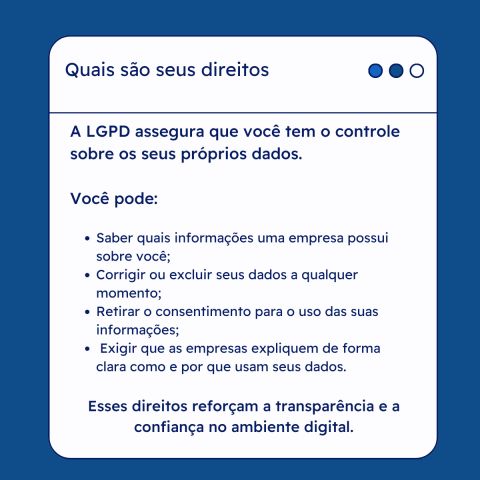 Quais são seus direitos
A LGPD assegura que você tem o controle
sobre os seus próprios dados.
Você pode:
• Saber quais informações uma empresa possui
sobre você;
• Corrigir ou excluir seus dados a qualquer
momento;
• Retirar o consentimento para o uso das suas
informações;
• Exigir que as empresas expliquem de forma
clara como e por que usam seus dados.
Esses direitos reforçam a transparência e a
confiança no ambiente digital.